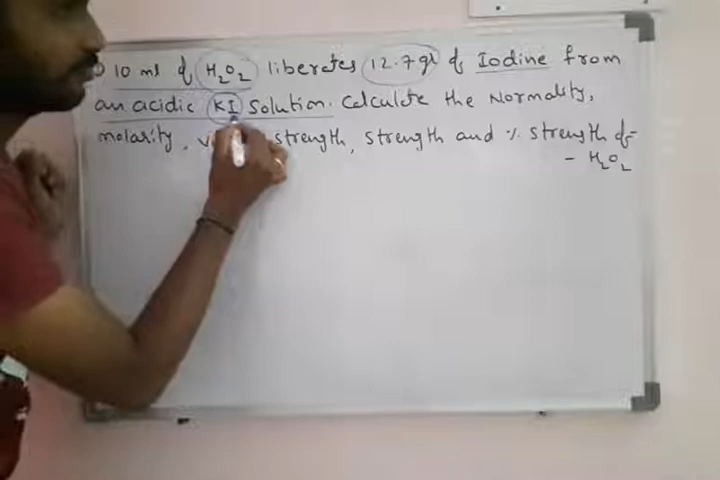 10 ml of H₂O₂ liberates 12.7 gr of Iodine from
an acidic KI Solution. Calculate the Normality,
molarity, strength, strength and % strength of
- H₂O₂